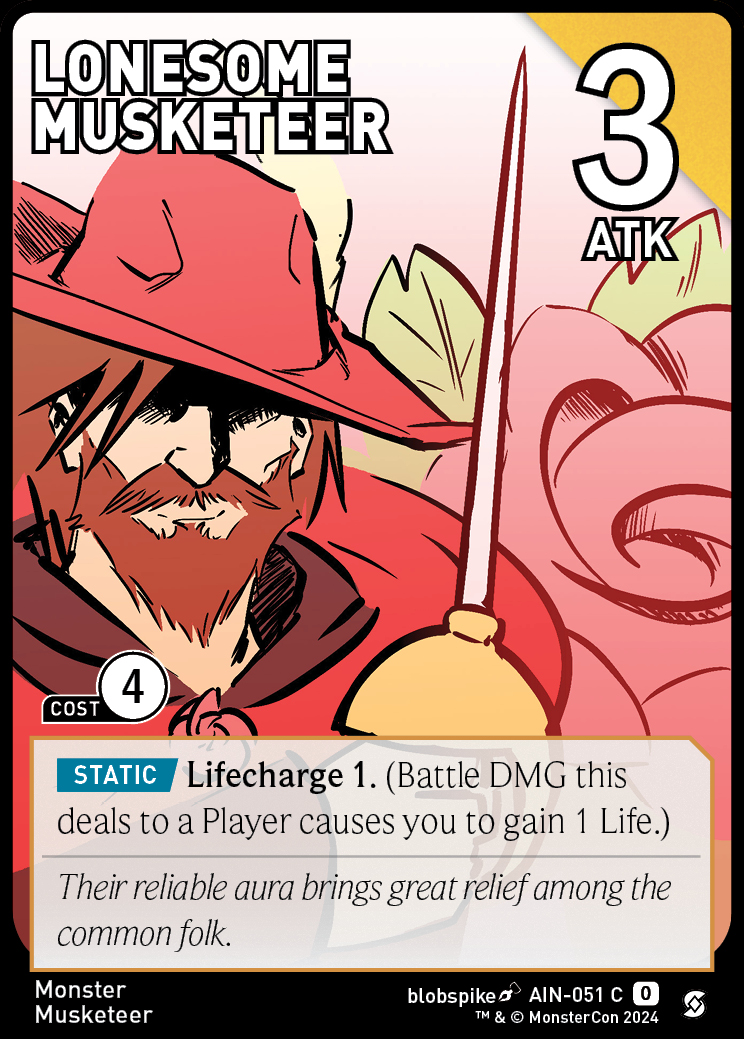 LONESOME
MUSKETEER
3
ATK
COST 4
STATIC Lifecharge 1. (Battle DMG this
deals to a Player causes you to gain 1 Life.)
Their reliable aura brings great relief among the
common folk.
Monster
Musketeer
blobspike AIN-051 C 0
™ & © MonsterCon 2024